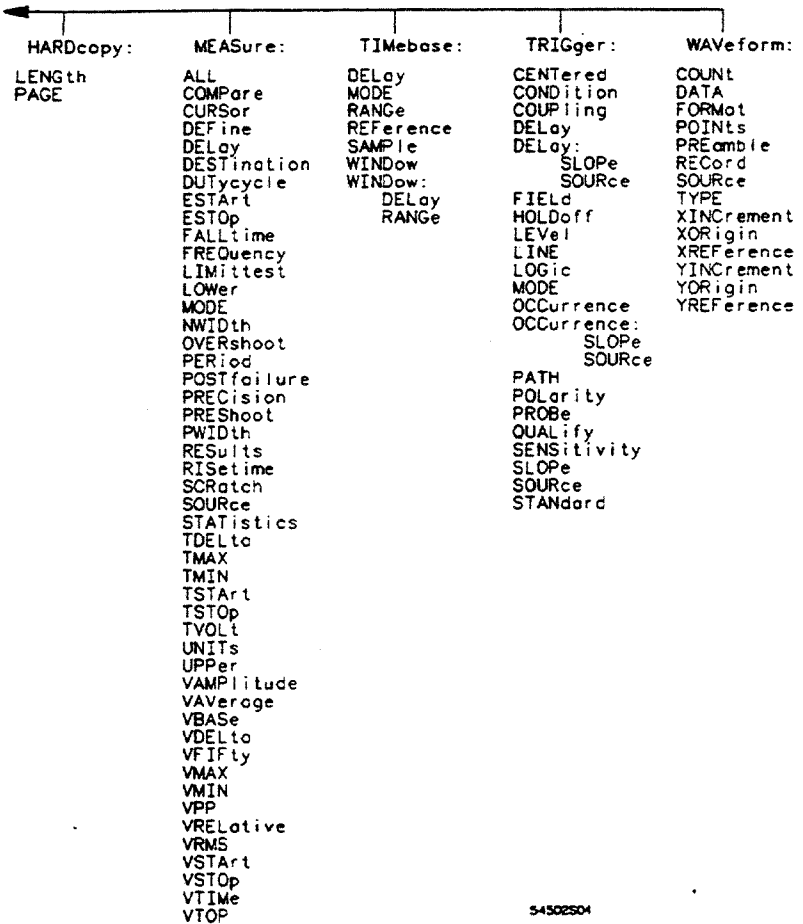 HARDcopy:
LENGth
PAGE
MEASure:
ALL
COMPare
CURSor
DEFine
DELay
DESTination
DUTycycle
ESTArt
ESTOp
FALLtime
FREQuency
LIMittest
LOWer
MODE
NWIDth
OVERshoot
PERiod
POSTfailure
PRECision
PREShoot
PWIDth
RESults
RISetime
SCRatch
SOURce
STATistics
TDELta
TMAX
TMIN
TSTArt
TSTOp
TVOLt
UNITs
UPPer
VAMPlitude
VAVerage
VBASe
VDELta
VFIFty
VMAX
VMIN
VPP
VRELative
VRMS
VSTArt
VSTOp
VTIMe
VTOP
TIMebase:
DELay
MODE
RANGe
REFerence
SAMPle
WINDow
WINDow:
DELay
RANGe
TRIGger:
CENTered
CONDition
COUPling
DELay
DELay:
SLOPe
SOURce
FIELd
HOLDoff
LEVel
LINE
LOGic
MODE
OCCurrence
OCCurrence:
SLOPe
SOURce
PATH
POLarity
PROBe
QUALify
SENSitivity
SLOPe
SOURce
STANdard
WAVeform:
COUNt
DATA
FORMat
POINts
PREamble
RECord
SOURce
TYPE
XINCrement
XORigin
XREFerence
YINCrement
YORigin
YREFerence
54502S04